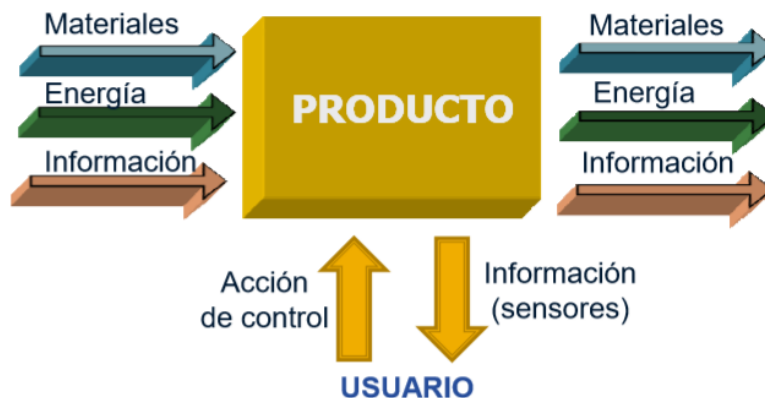 Materiales
Energía
Información
PRODUCTO
Materiales
Energía
Información
Acción
de control
Información
(sensores)
USUARIO